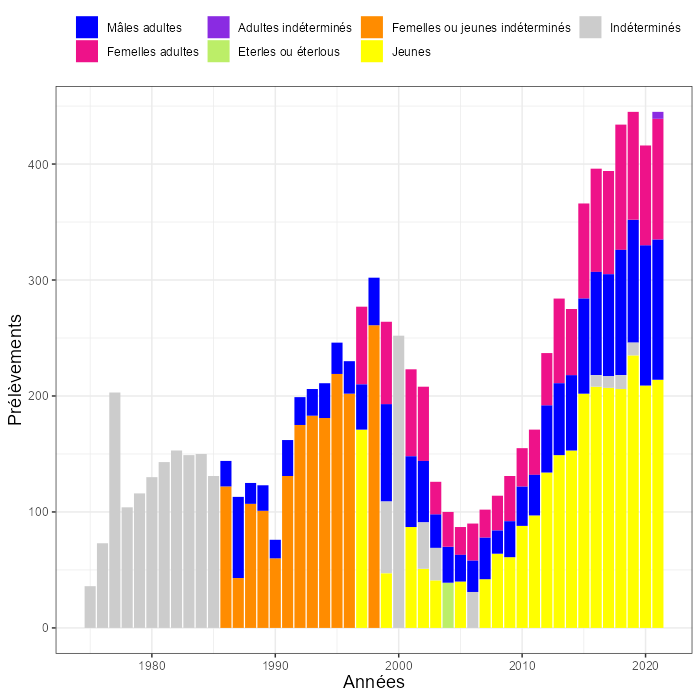 Mâles adultes Adultes indéterminés Femelles ou jeunes indéterminés Indéterminés
Femelles adultes Eterles ou éterlous Jeunes
400
300
200
100
0
Prélèvements
1980 1990 2000 2010 2020
Années